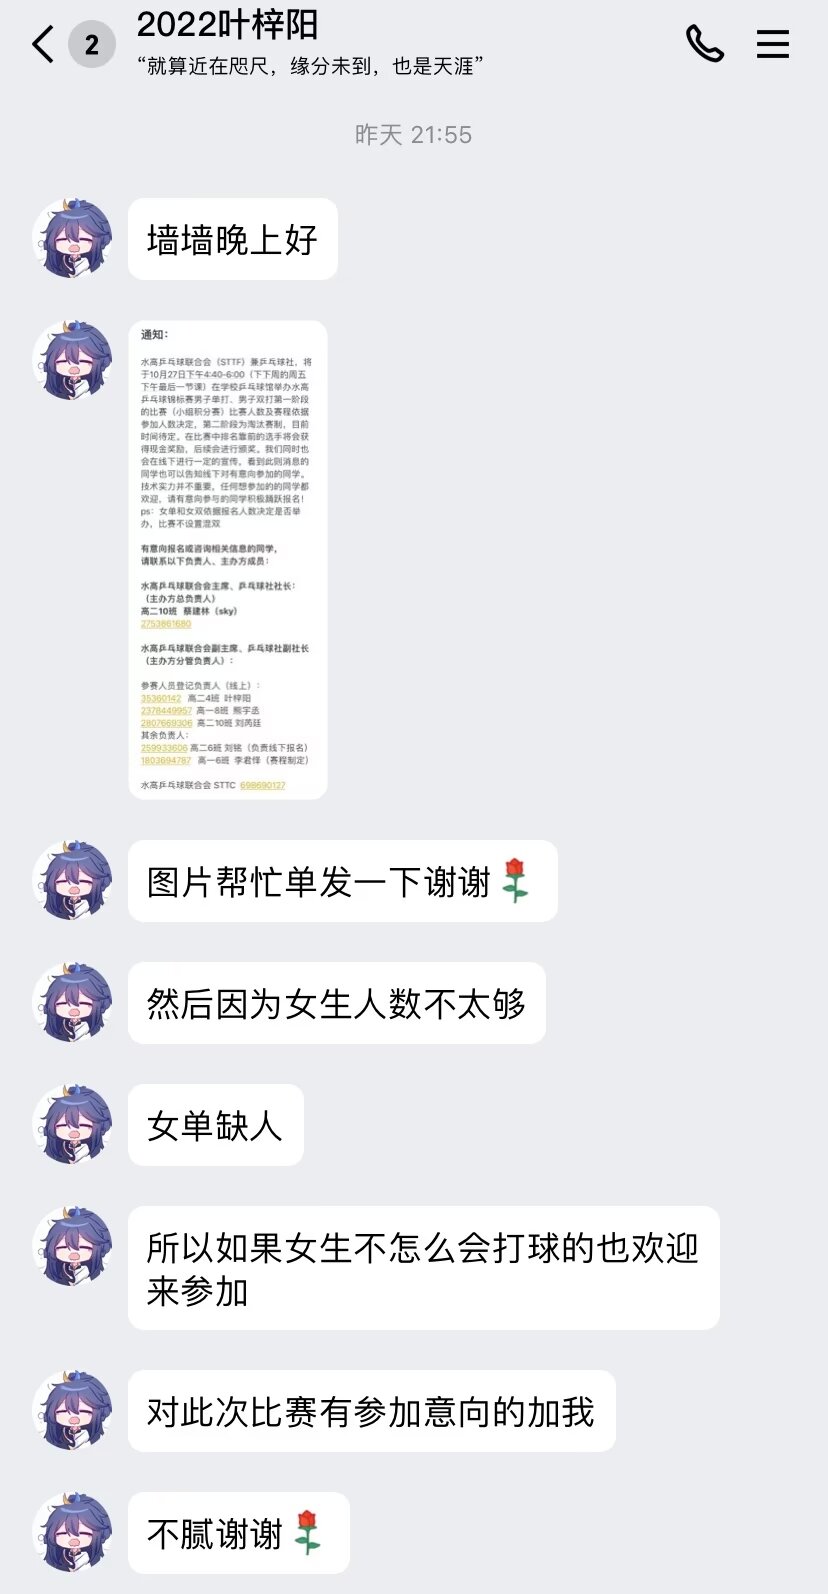 2
2022叶梓阳
“就算近在咫尺，缘分未到，也是天涯”
昨天 21:55
墙墙晚上好
通知：
水高乒乓球联合会（STTF）兼乒乓球社，将
于10月27日下午4:40-6:00（下下周的周五
下午最后一节课）在学校乒乓球馆举办水高
乒乓球锦标赛男子单打、男子双打第一阶段
的比赛（小组积分赛）比赛人数及赛程依据
参加人数决定，第二阶段为淘汰赛制，目前
时间待定。在比赛中排名靠前的选手将会获
得现金奖励，后续会进行颁奖。我们同时也
会在线下进行一定的宣传，看到此则消息的
同学也可以告知线下对有意向参加的同学。
技术实力并不重要，任何想参加的的同学都
欢迎，请有意向参与的同学积极踊跃报名！
ps：女单和女双依据报名人数决定是否举
办，比赛不设置混双
有意向报名或咨询相关信息的同学，
请联系以下负责人、主办方成员：
水高乒乓球联合会主席、乒乓球社社长：
（主办方总负责人）
高二10班 蔡建林（sky）
2753861680
水高乒乓球联合会副主席、乒乓球社副社长
（主办方分管负责人）：
参赛人员登记负责人（线上）：
35360142 高二4班 叶梓阳
2378449957 高一8班 熊宇丞
2807669306 高二10班 刘芮廷
其余负责人：
259933606 高二6班 刘铭（负责线下报名）
1803694787 高一6班 李君怿（赛程制定）
水高乒乓球联合会 STTC 698690127
图片帮忙单发一下谢谢
然后因为女生人数不太够
女单缺人
所以如果女生不怎么会打球的也欢迎
来参加
对此次比赛有参加意向的加我
不腻谢谢